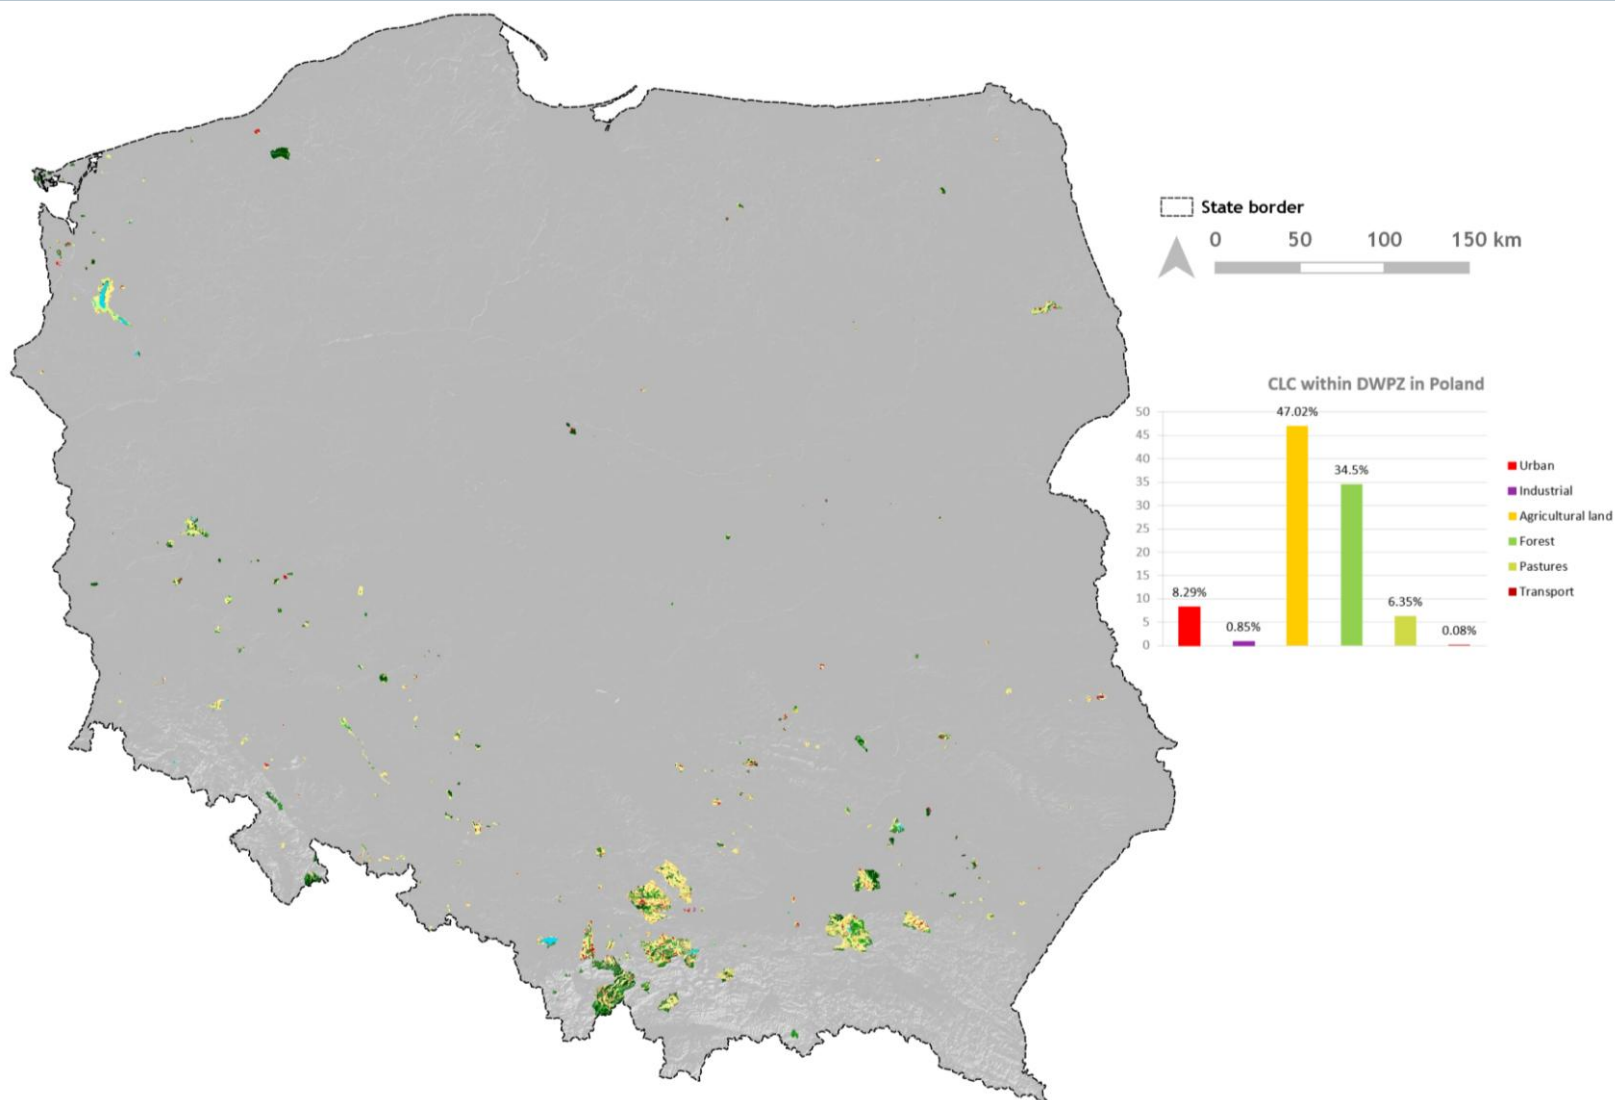 State border
0 50 100 150 km
CLC within DWPZ in Poland
50
45
40
35
30
25
20
15
10
5
0
8.29%
0.85%
47.02%
34.5%
6.35%
0.08%
Urban
Industrial
Agricultural land
Forest
Pastures
Transport